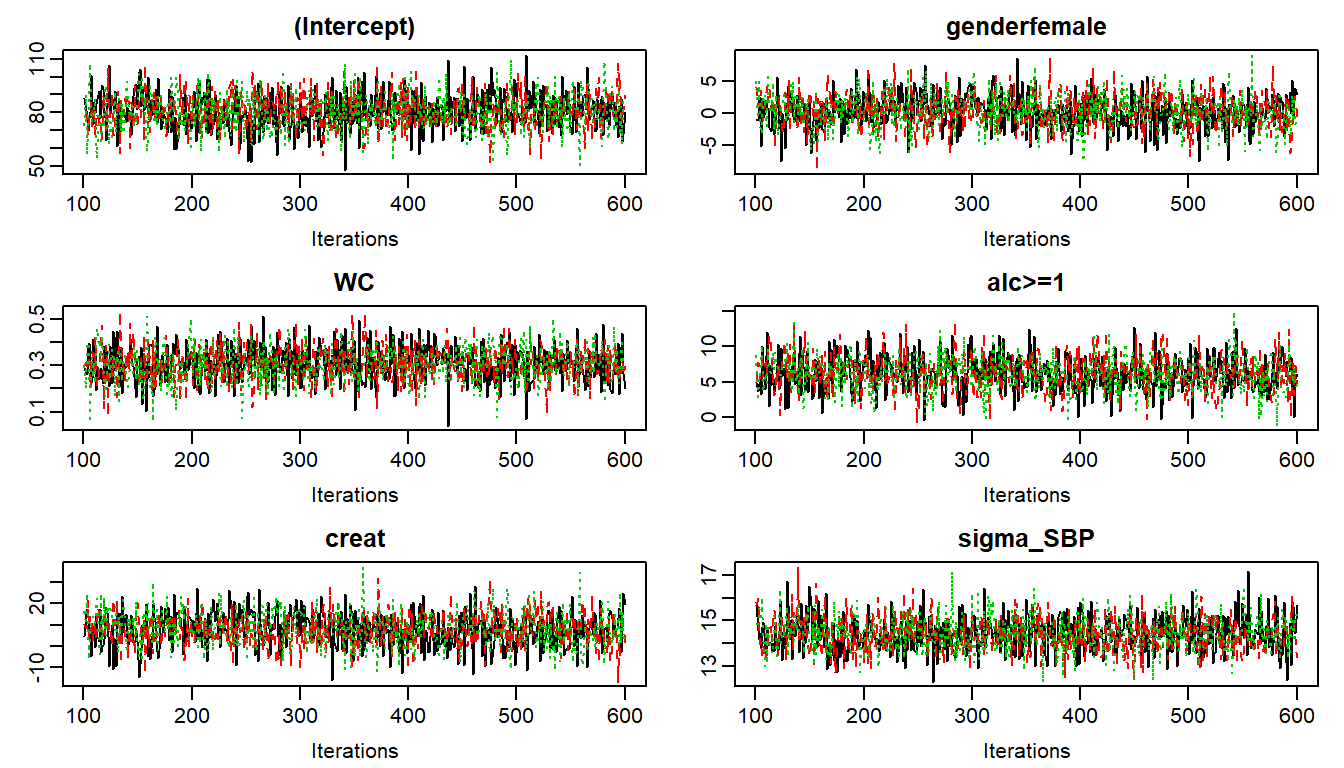 (Intercept)
110
80
50
100 200 300 400 500 600
Iterations
genderfemale
5
0
-5
100 200 300 400 500 600
Iterations
WC
0.5
0.3
0.1
100 200 300 400 500 600
Iterations
alc>=1
10
5
0
100 200 300 400 500 600
Iterations
creat
20
-10
100 200 300 400 500 600
Iterations
sigma_SBP
17
15
13
100 200 300 400 500 600
Iterations